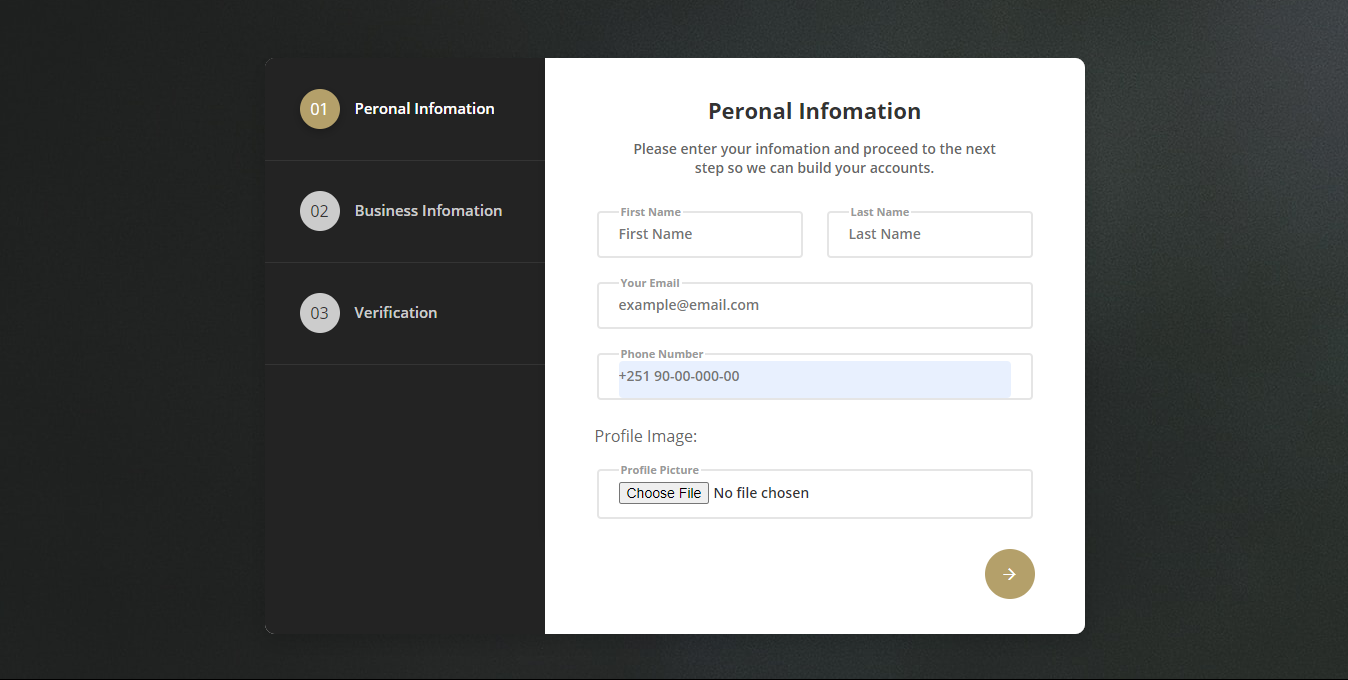 01 Peronal Infomation
02 Business Infomation
03 Verification
Peronal Infomation
Please enter your infomation and proceed to the next
step so we can build your accounts.
First Name
First Name
Last Name
Last Name
Your Email
example@email.com
Phone Number
+251 90-00-000-00
Profile Image:
Profile Picture
Choose File No file chosen